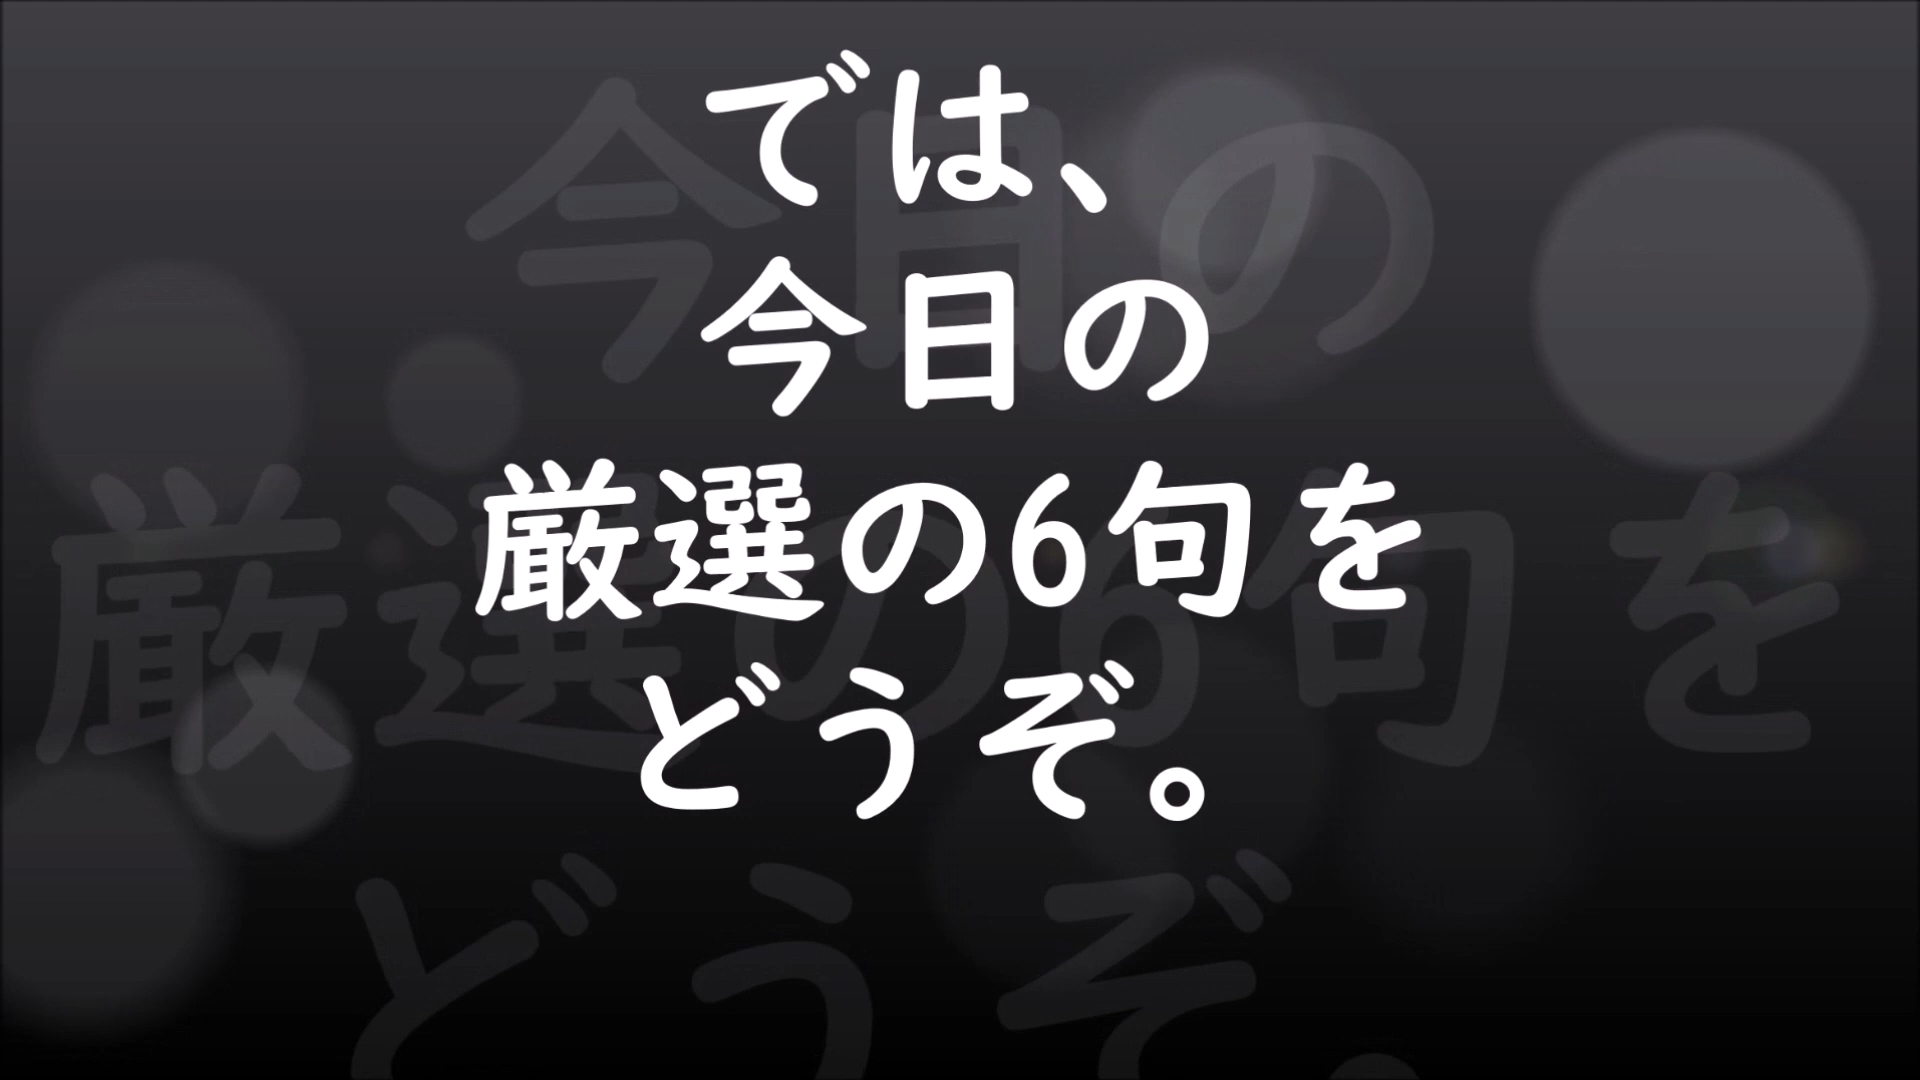 では、
今日の
厳選の6句を
どうぞ。